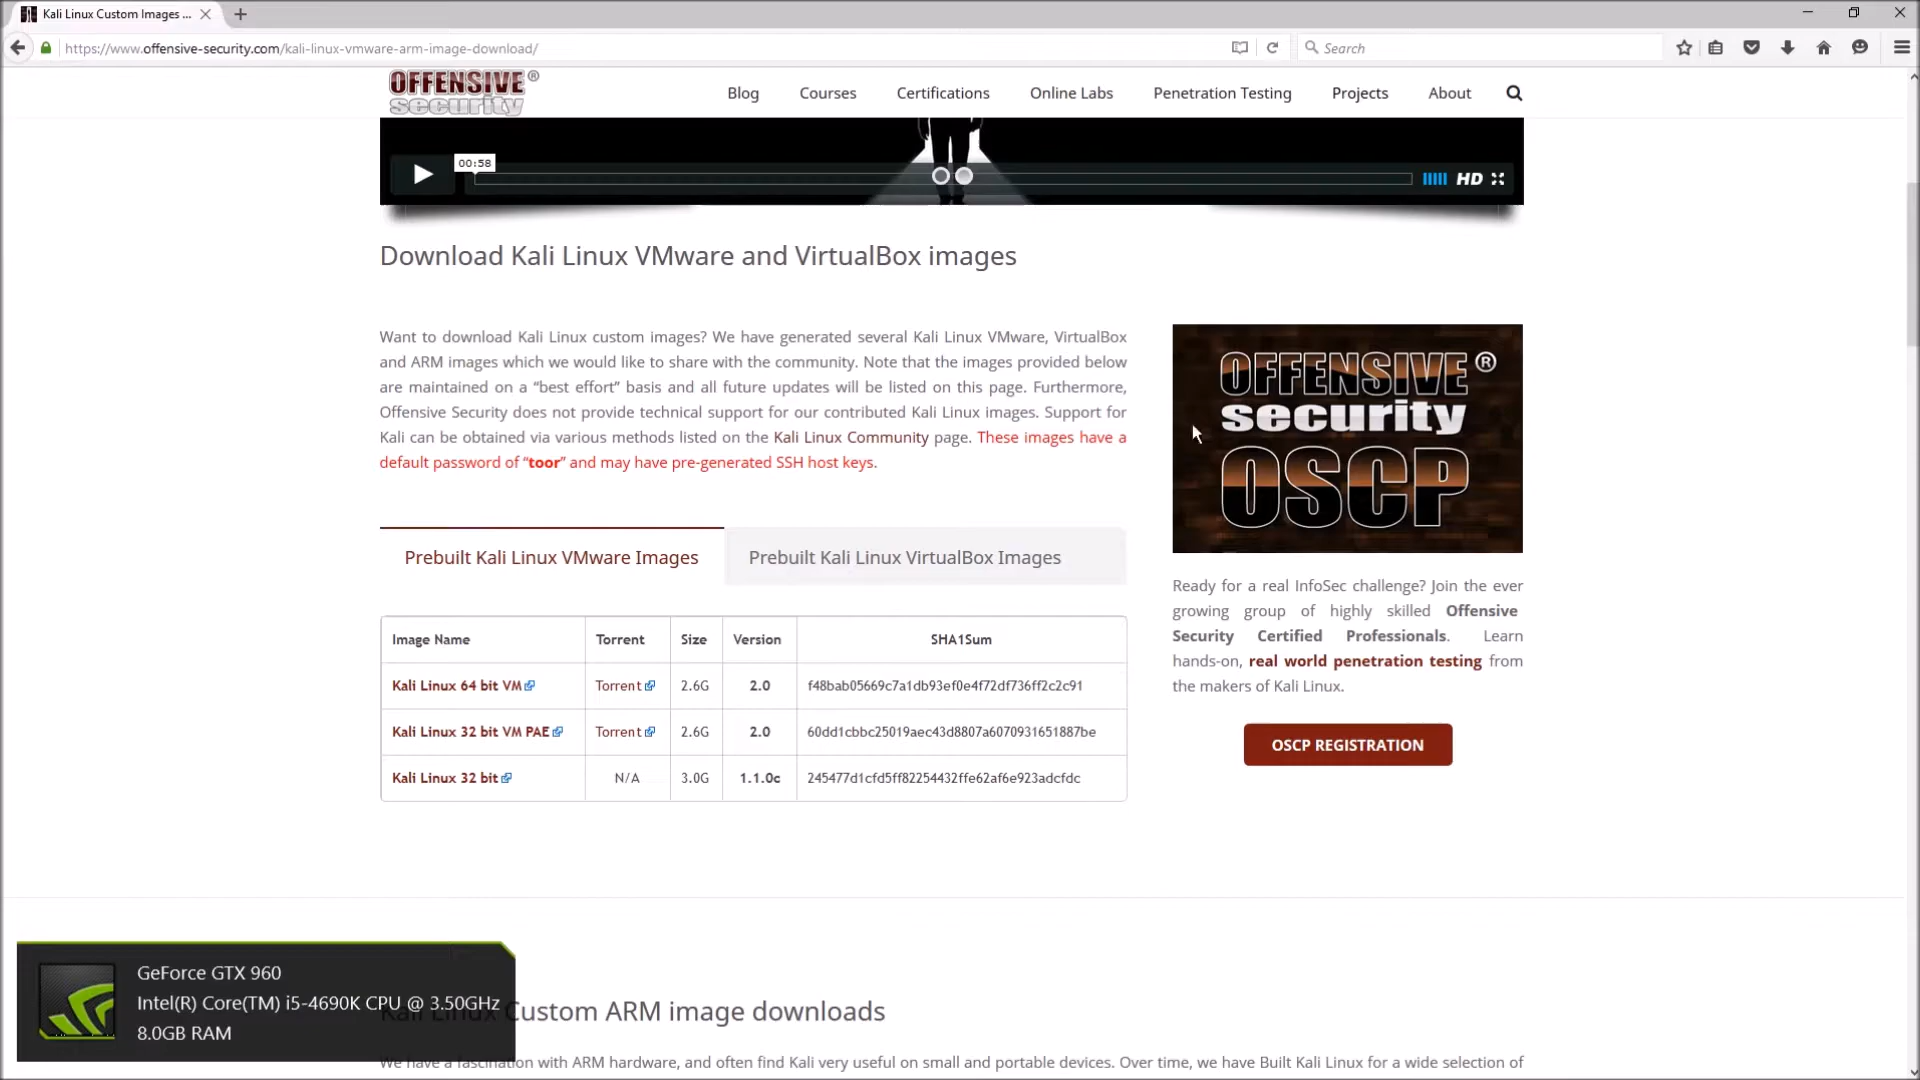 Kali Linux Custom Images ...
https://www.offensive-security.com/kali-linux-vmware-arm-image-download/
Search
OFFENSIVE®
security
Blog
Courses
Certifications
Online Labs
Penetration Testing
Projects
About
00:58
HD
Download Kali Linux VMware and VirtualBox images
Want to download Kali Linux custom images? We have generated several Kali Linux VMware, VirtualBox
and ARM images which we would like to share with the community. Note that the images provided below
are maintained on a “best effort” basis and all future updates will be listed on this page. Furthermore,
Offensive Security does not provide technical support for our contributed Kali Linux images. Support for
Kali can be obtained via various methods listed on the Kali Linux Community page. These images have a
default password of “toor” and may have pre-generated SSH host keys.
OFFENSIVE®
security
OSCP
Prebuilt Kali Linux VMware Images
Prebuilt Kali Linux VirtualBox Images
Image Name Torrent Size Version SHA1Sum
Kali Linux 64 bit VM Torrent 2.6G 2.0 f48bab05669c7a1db93ef0e4f72df736ff2c2c91
Kali Linux 32 bit VM PAE Torrent 2.6G 2.0 60dd1cbbc25019aec43d8807a6070931651887be
Kali Linux 32 bit N/A 3.0G 1.1.0c 245477d1cfd5ff82254432ffe62af6e923adcfdc
Ready for a real InfoSec challenge? Join the ever
growing group of highly skilled Offensive
Security Certified Professionals. Learn
hands-on, real world penetration testing from
the makers of Kali Linux.
OSCP REGISTRATION
GeForce GTX 960
Intel(R) Core(TM) i5-4690K CPU @ 3.50GHz
8.0GB RAM
Kali Linux Custom ARM image downloads
We have a fascination with ARM hardware, and often find Kali very useful on small and portable devices. Over time, we have Built Kali Linux for a wide selection of